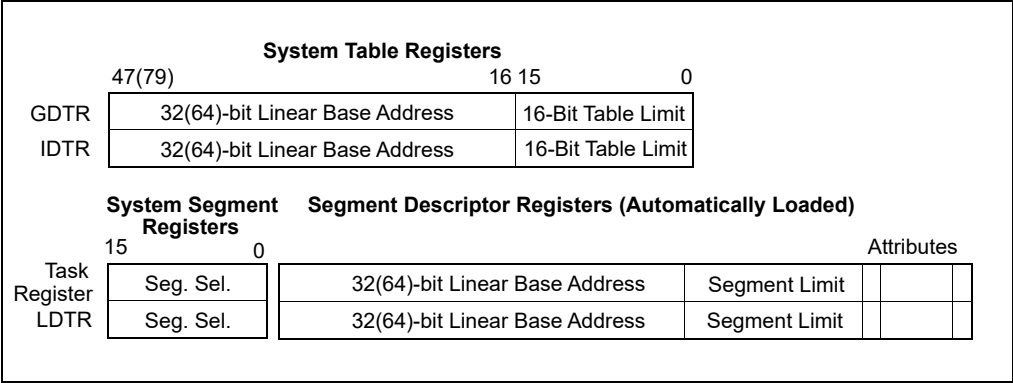 System Table Registers
47(79) 16 15 0
GDTR 32(64)-bit Linear Base Address 16-Bit Table Limit
IDTR 32(64)-bit Linear Base Address 16-Bit Table Limit
System Segment Segment Descriptor Registers (Automatically Loaded)
Registers
15 0 Attributes
Task
Register Seg. Sel. 32(64)-bit Linear Base Address Segment Limit
LDTR Seg. Sel. 32(64)-bit Linear Base Address Segment Limit